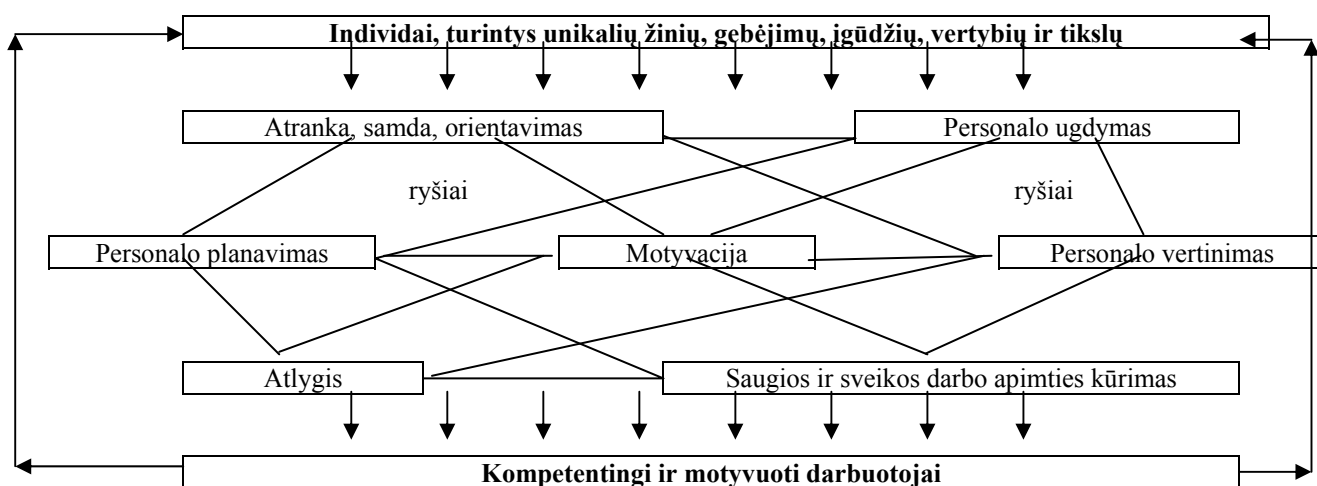 Individai, turintys unikalių žinių, gebėjimų, įgūdžių, vertybių ir tikslų
Atranka, samda, orientavimas
Personalo ugdymas
ryšiai
ryšiai
Personalo planavimas
Motyvacija
Personalo vertinimas
Atlygis
Saugios ir sveikos darbo apimties kūrimas
Kompetentingi ir motyvuoti darbuotojai